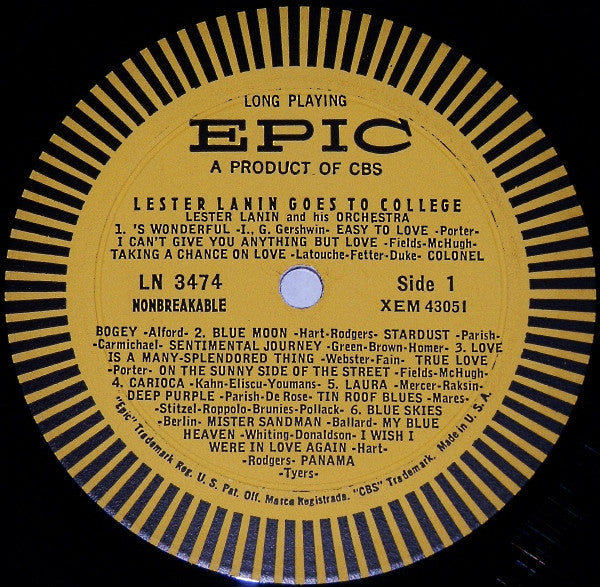 LONG PLAYING
EPIC
A PRODUCT OF CBS
LESTER LANIN GOES TO COLLEGE
LESTER LANIN and his ORCHESTRA
1. 'S WONDERFUL -I., G. Gershwin- EASY TO LOVE -Porter-
I CAN'T GIVE YOU ANYTHING BUT LOVE -Fields-McHugh-
TAKING A CHANCE ON LOVE -Latouche-Fetter-Duke- COLONEL
LN 3474 Side 1
NONBREAKABLE XEM 43051
BOGEY -Alford- 2. BLUE MOON -Hart-Rodgers- STARDUST -Parish-
-Carmichael- SENTIMENTAL JOURNEY -Green-Brown-Homer- 3. LOVE
IS A MANY-SPLENDORED THING -Webster-Fain- TRUE LOVE
-Porter- ON THE SUNNY SIDE OF THE STREET -Fields-McHugh-
4. CARIOCA -Kahn-Eliscu-Youmans- 5. LAURA -Mercer-Raksin-
DEEP PURPLE -Parish-De Rose- TIN ROOF BLUES -Mares-
-Stitzel-Roppolo-Brunies-Pollack- 6. BLUE SKIES
-Berlin- MISTER SANDMAN -Ballard- MY BLUE
HEAVEN -Whiting-Donaldson- I WISH I
WERE IN LOVE AGAIN -Hart-
-Rodgers- PANAMA
-Tyers-
"Epic" Trademark Reg. U. S. Pat. Off. Marca Registrada. "CBS" Trademark. Made in U. S. A.